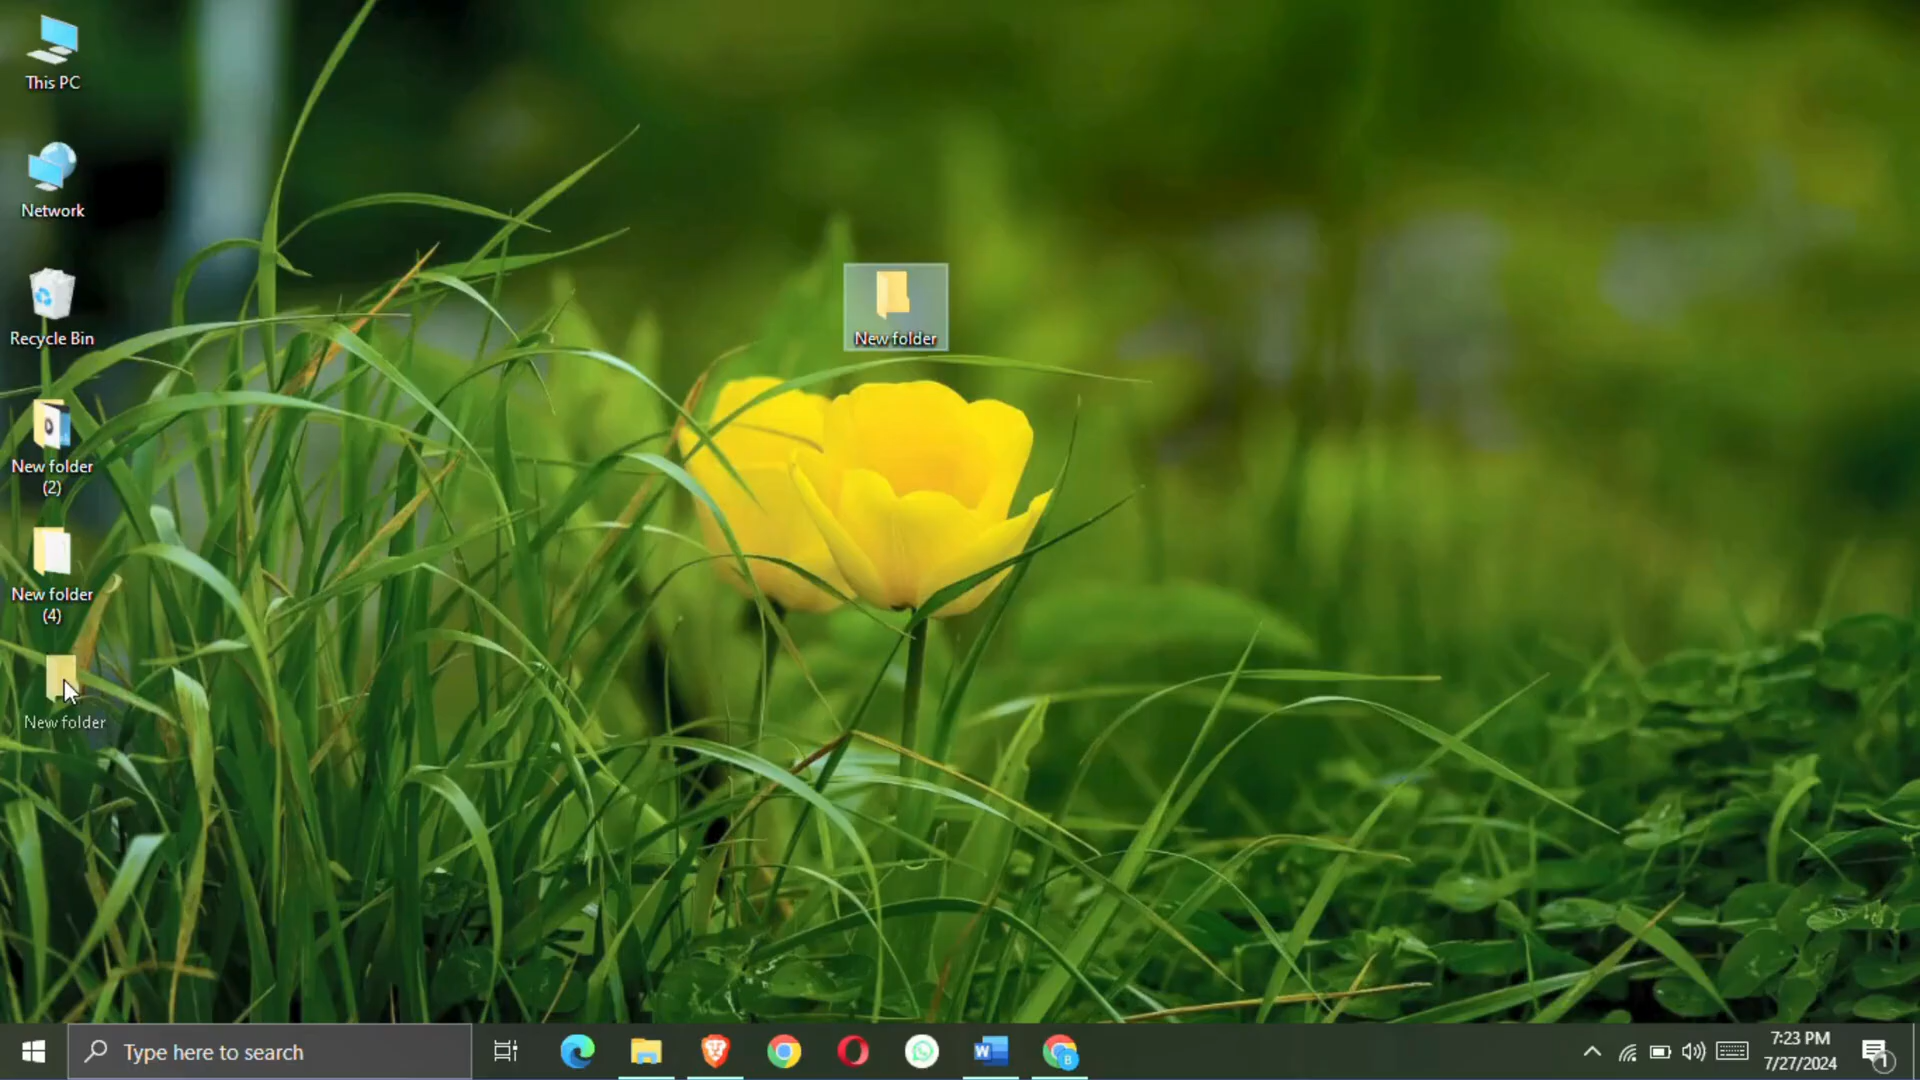 This PC
Network
Recycle Bin
New folder
(2)
New folder
(4)
New folder
New folder
Type here to search
W
B
7:23 PM
7/27/2024
1